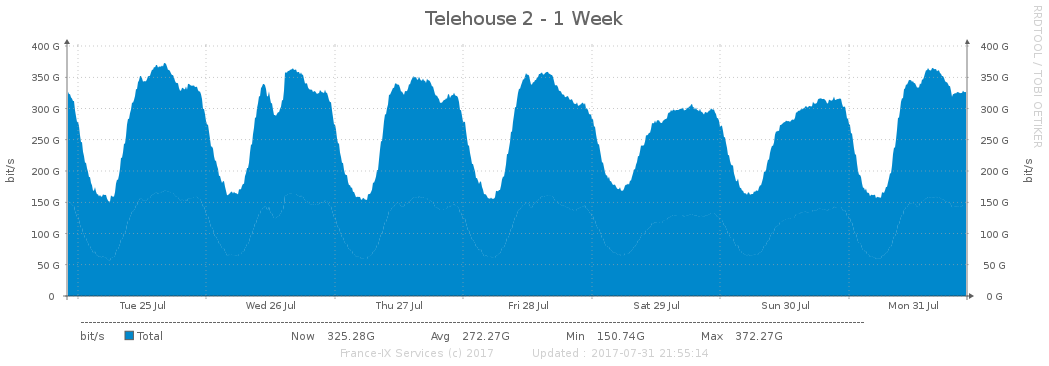 Telehouse 2 - 1 Week
RRDTOOL / TOBI OETIKER
400 G 400 G
350 G 350 G
300 G 300 G
250 G 250 G
200 G 200 G
150 G 150 G
100 G 100 G
50 G 50 G
0 0 G
bit/s bit/s
Tue 25 Jul Wed 26 Jul Thu 27 Jul Fri 28 Jul Sat 29 Jul Sun 30 Jul Mon 31 Jul
bit/s Total Now 325.28G Avg 272.27G Min 150.74G Max 372.27G
France-IX Services (c) 2017 Updated : 2017-07-31 21:55:14